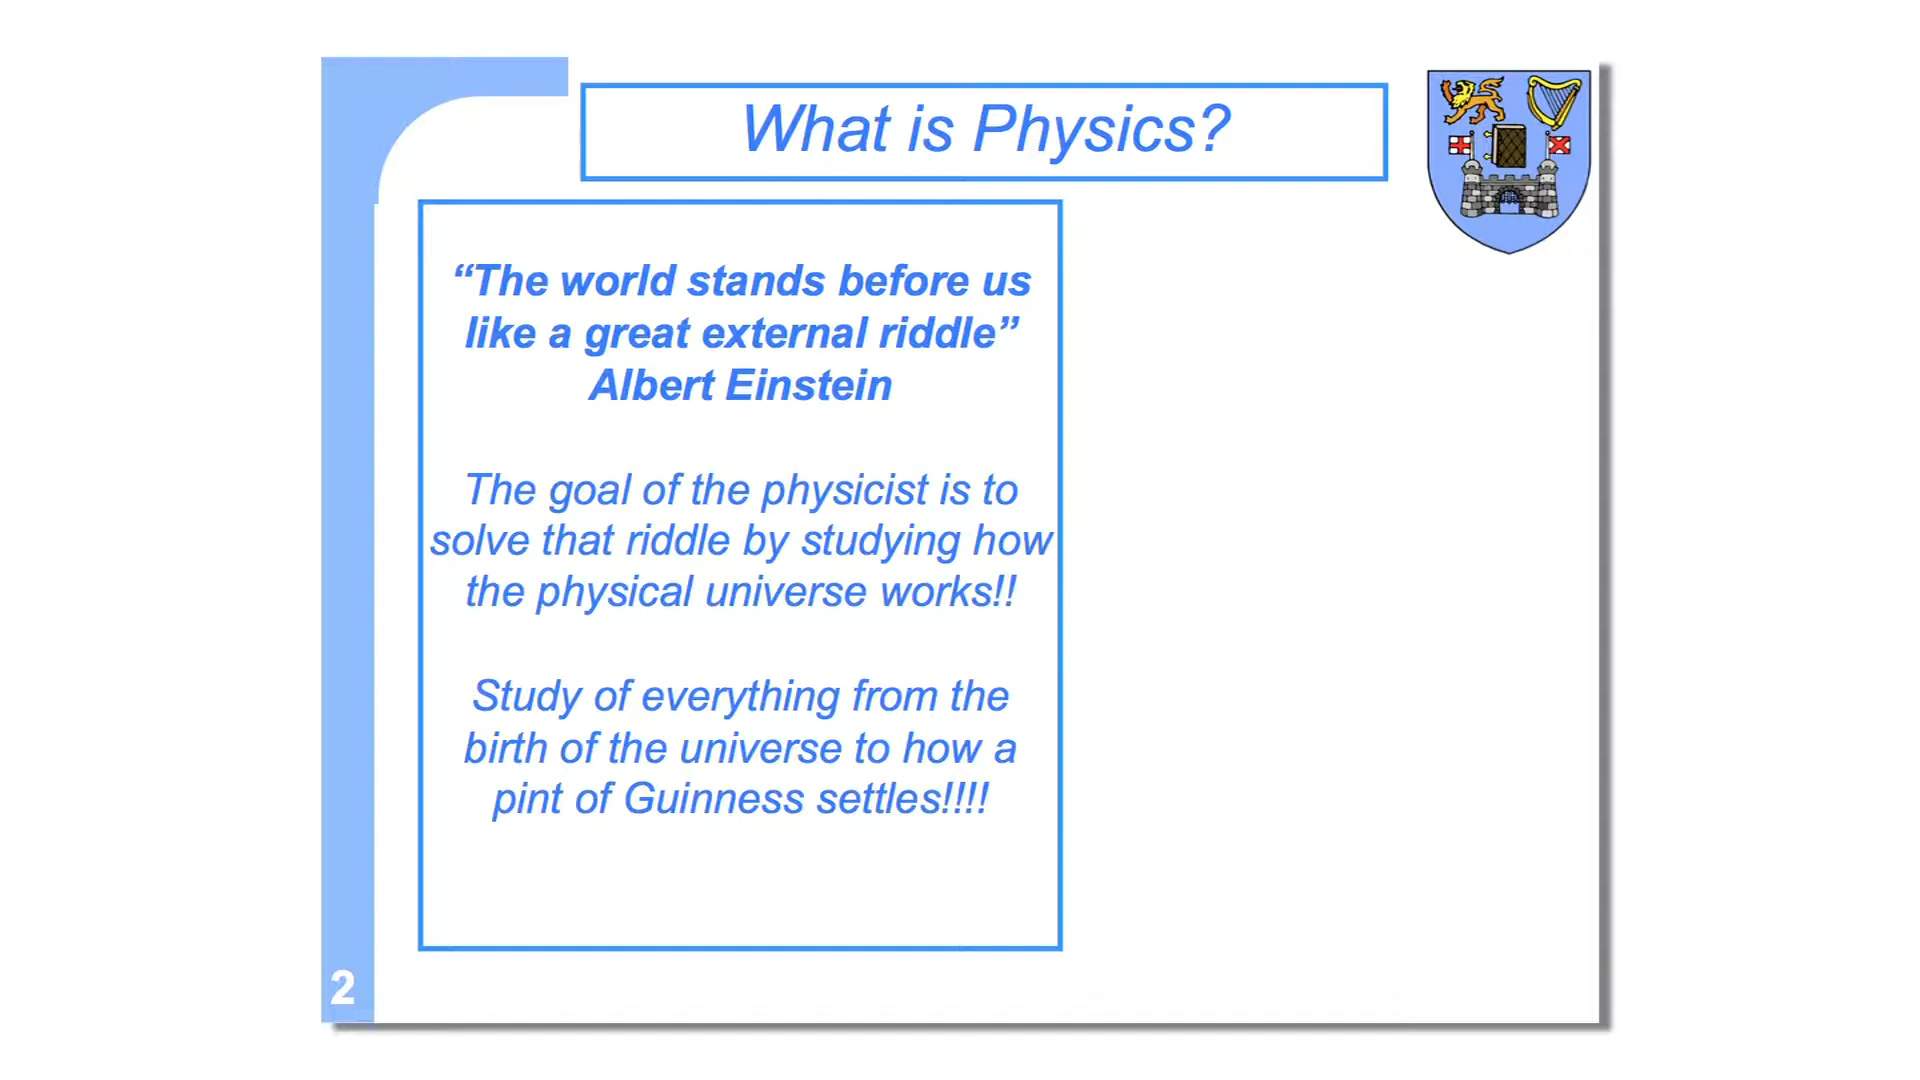 What is Physics?
“The world stands before us
like a great external riddle”
Albert Einstein
The goal of the physicist is to
solve that riddle by studying how
the physical universe works!!
Study of everything from the
birth of the universe to how a
pint of Guinness settles!!!!
2